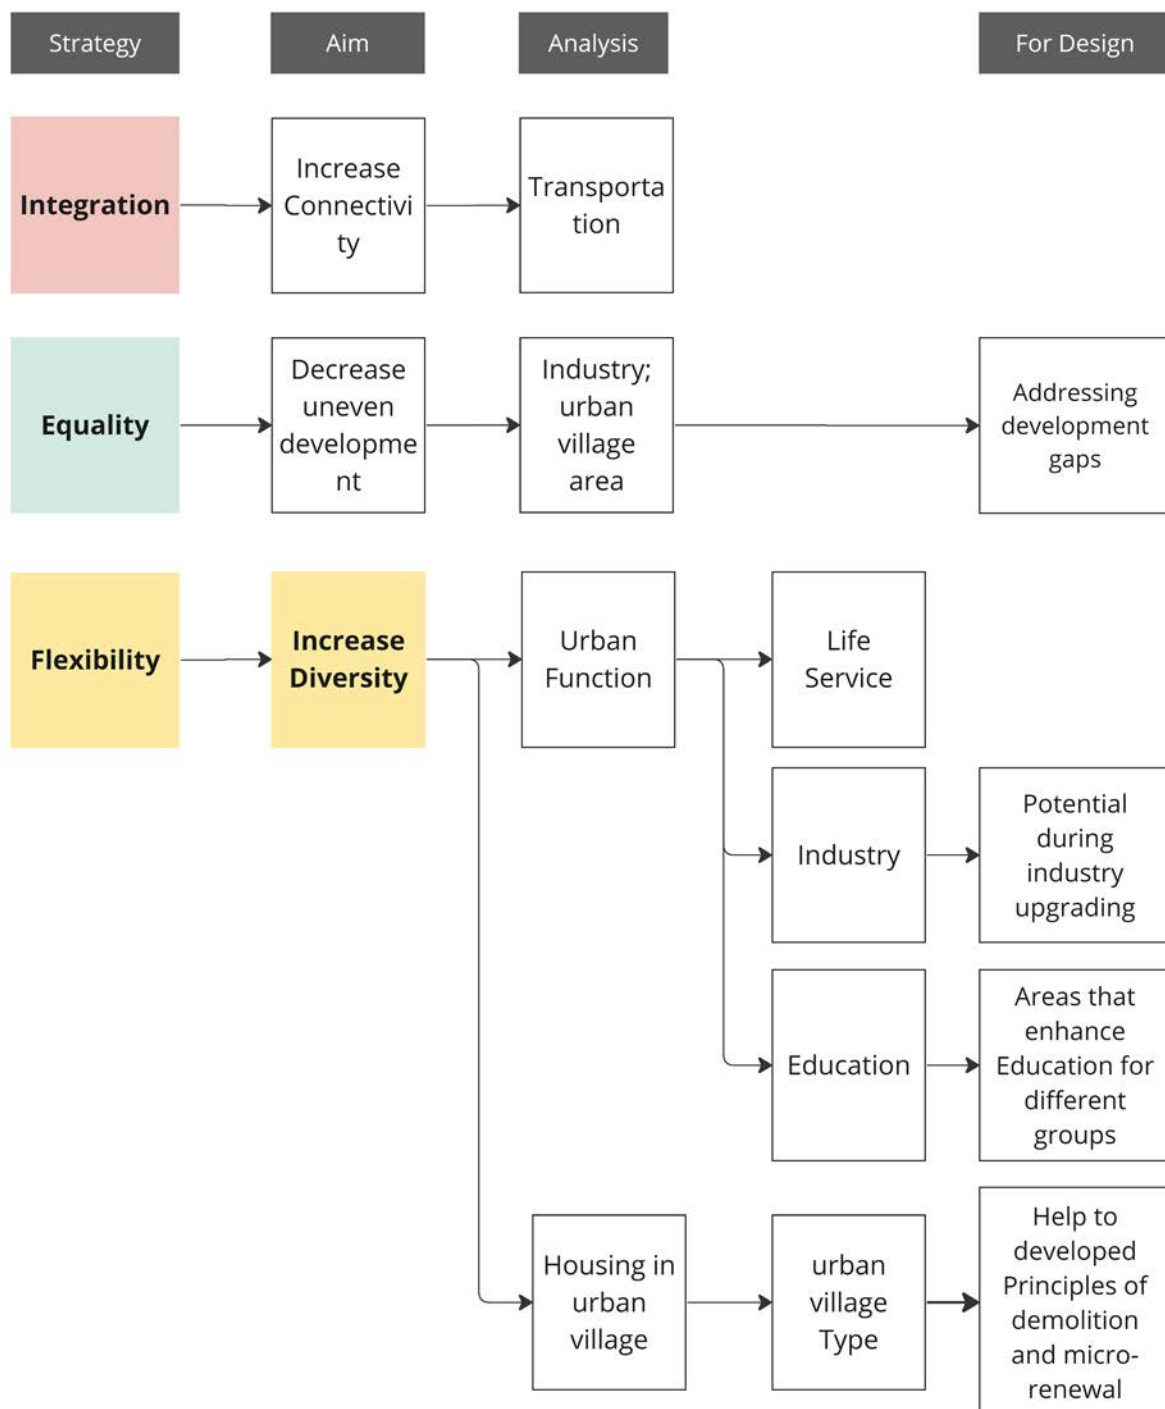 Strategy
Aim
Analysis
For Design
Integration
Increase
Connectivi
ty
Transporta
tion
Equality
Decrease
uneven
developme
nt
Industry;
urban
village
area
Addressing
development
gaps
Flexibility
Increase
Diversity
Urban
Function
Life
Service
Industry
Potential
during
industry
upgrading
Education
Areas that
enhance
Education for
different
groups
Housing in
urban
village
urban
village
Type
Help to
developed
Principles of
demolition
and micro-
renewal